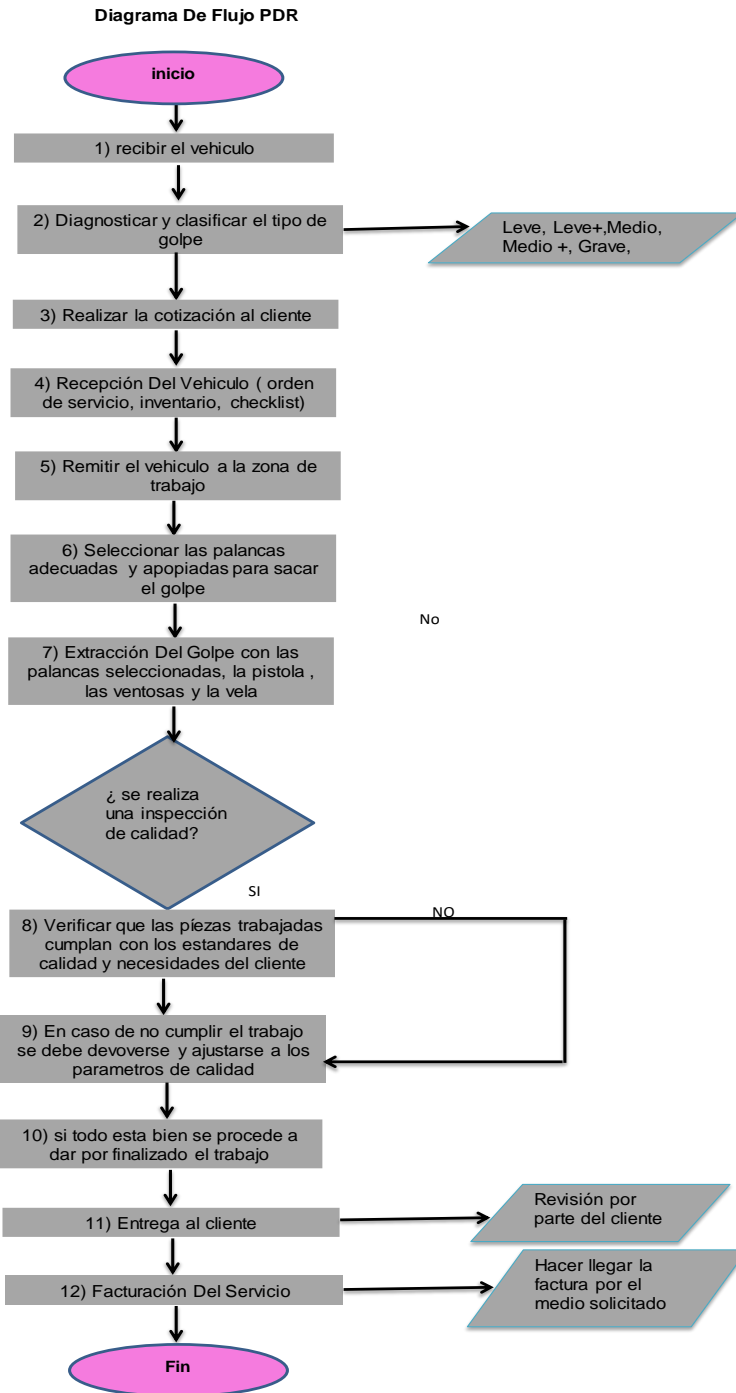 Diagrama De Flujo PDR
inicio
1) recibir el vehiculo
2) Diagnosticar y clasificar el tipo de
golpe
Leve, Leve+,Medio,
Medio +, Grave,
3) Realizar la cotización al cliente
4) Recepción Del Vehiculo ( orden
de servicio, inventario, checklist)
5) Remitir el vehiculo a la zona de
trabajo
6) Seleccionar las palancas
adecuadas y apopiadas para sacar
el golpe
No
7) Extracción Del Golpe con las
palancas seleccionadas, la pistola ,
las ventosas y la vela
¿ se realiza
una inspección
de calidad?
SI
NO
8) Verificar que las píezas trabajadas
cumplan con los estandares de
calidad y necesidades del cliente
9) En caso de no cumplir el trabajo
se debe devoverse y ajustarse a los
parametros de calidad
10) si todo esta bien se procede a
dar por finalizado el trabajo
11) Entrega al cliente
Revisión por
parte del cliente
12) Facturación Del Servicio
Hacer llegar la
factura por el
medio solicitado
Fin